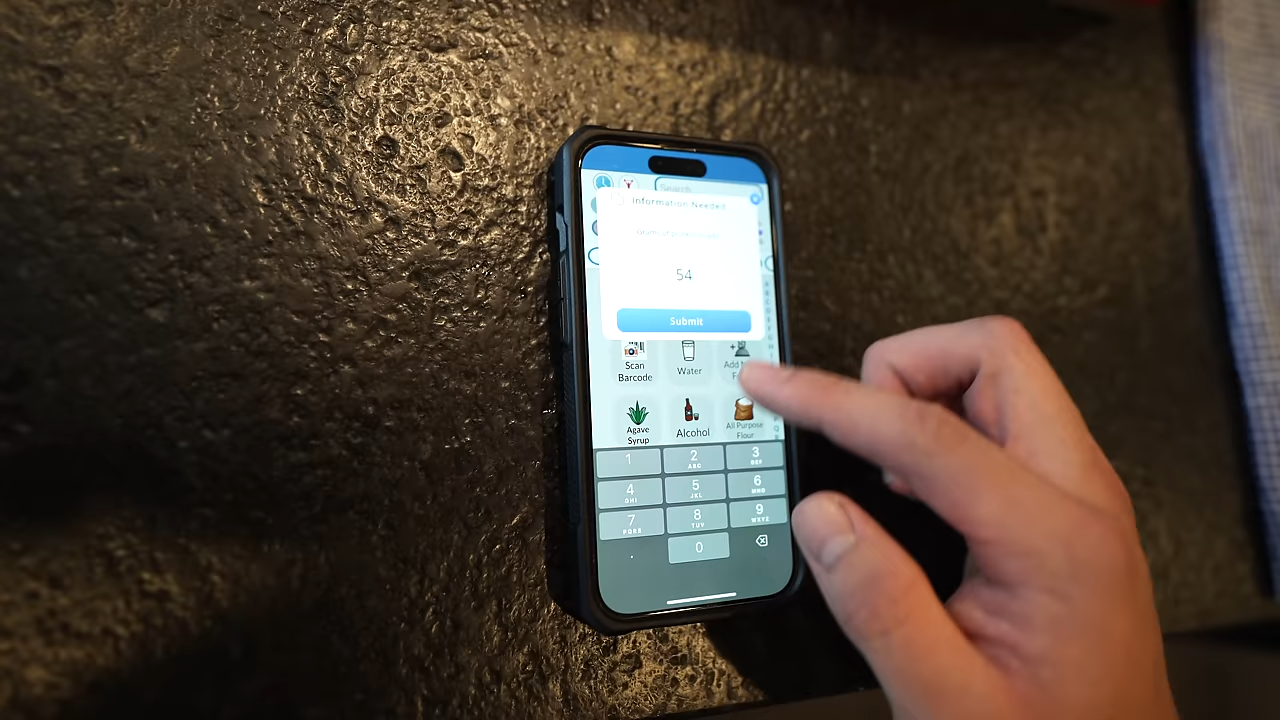 Search
Information Needed
54
Submit
Scan
Barcode
Water
Add
Agave
Syrup
Alcohol
All Purpose
Flour
1
2
ABC
3
DEF
4
GHI
5
JKL
6
MNO
7
PQRS
8
TUV
9
WXYZ
.
0